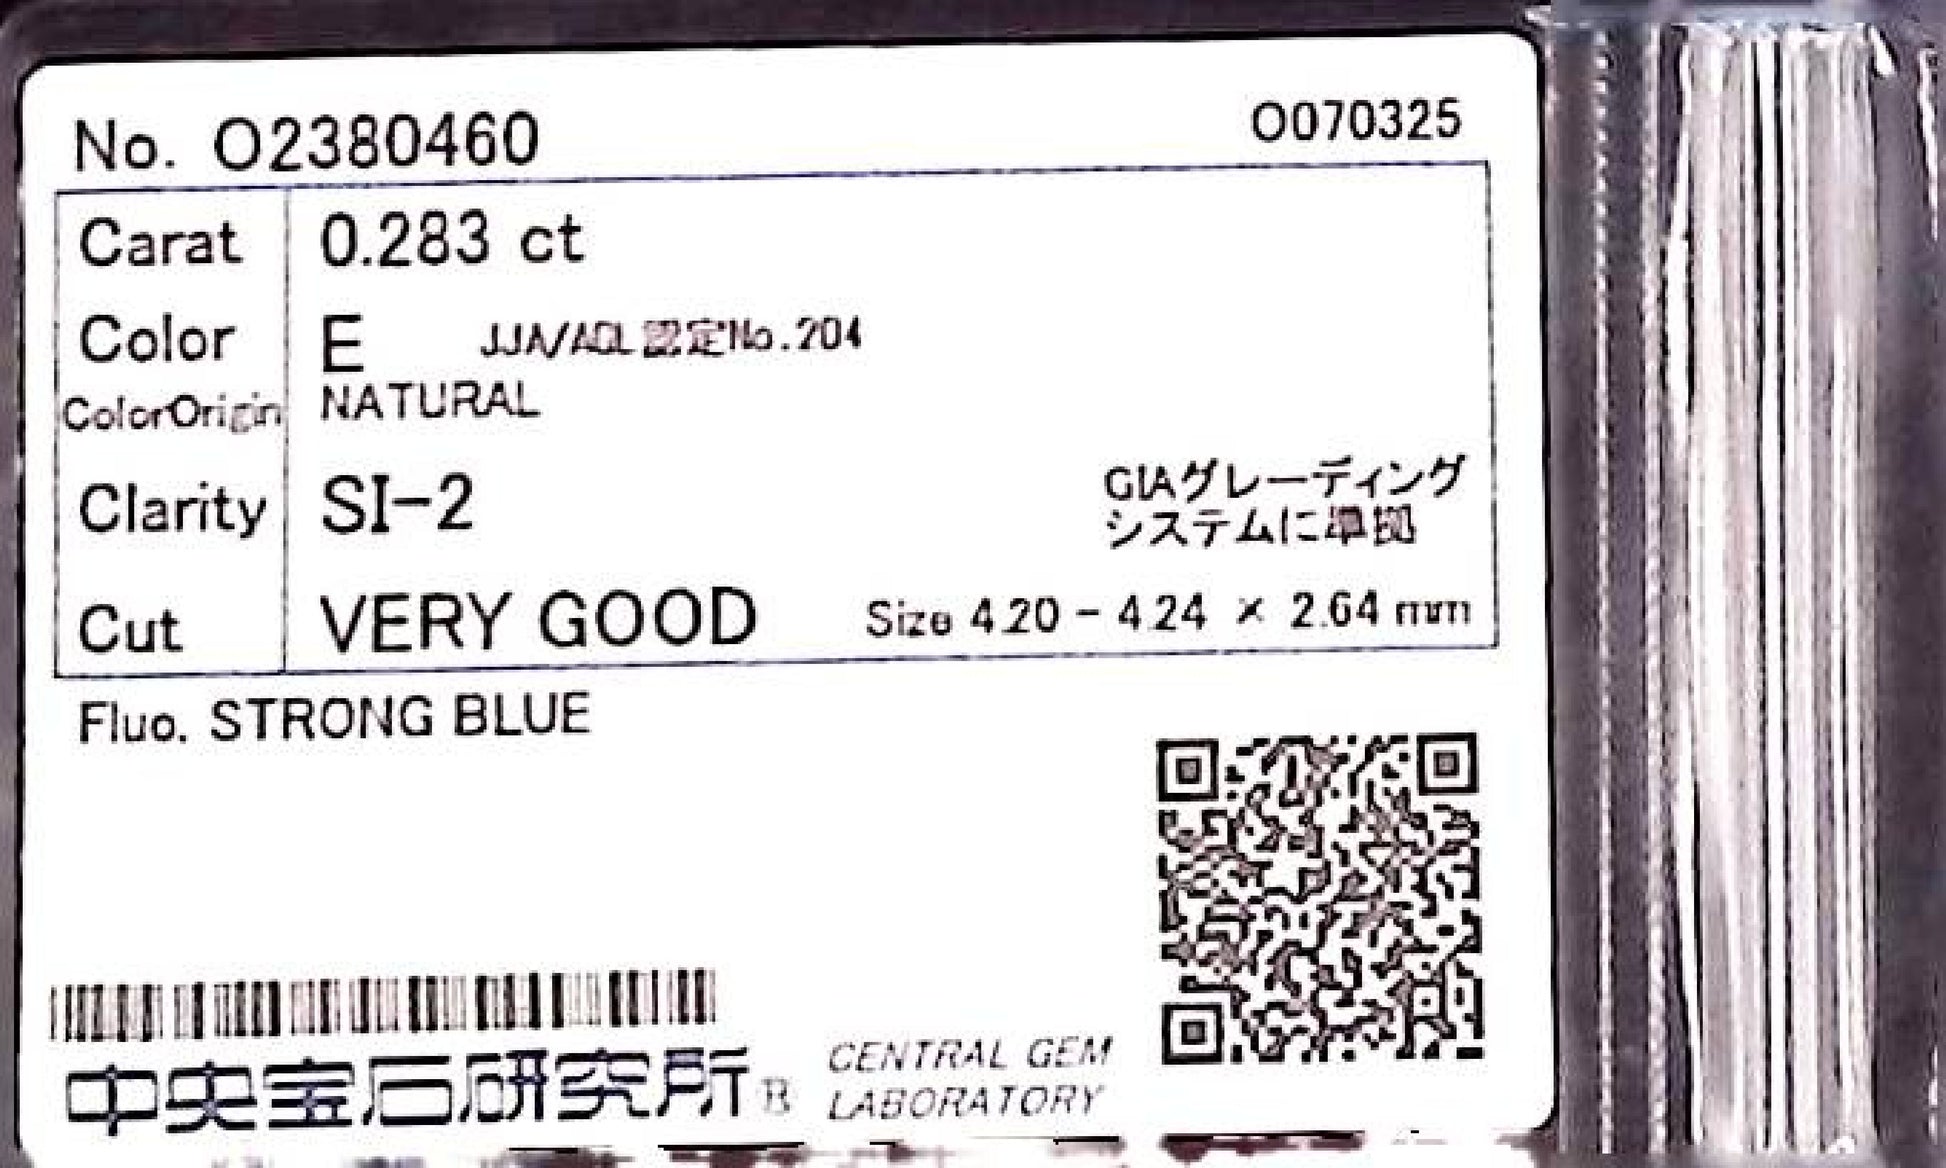 No. O2380460
O070325
Carat 0.283 ct
Color E JJA/AGL認定No.204
ColorOrigin NATURAL
Clarity SI-2
GIAグレーディング
システムに準拠
Cut VERY GOOD Size 4.20 - 4.24 × 2.64 mm
Fluo. STRONG BLUE
中央宝石研究所 B
CENTRAL GEM
LABORATORY